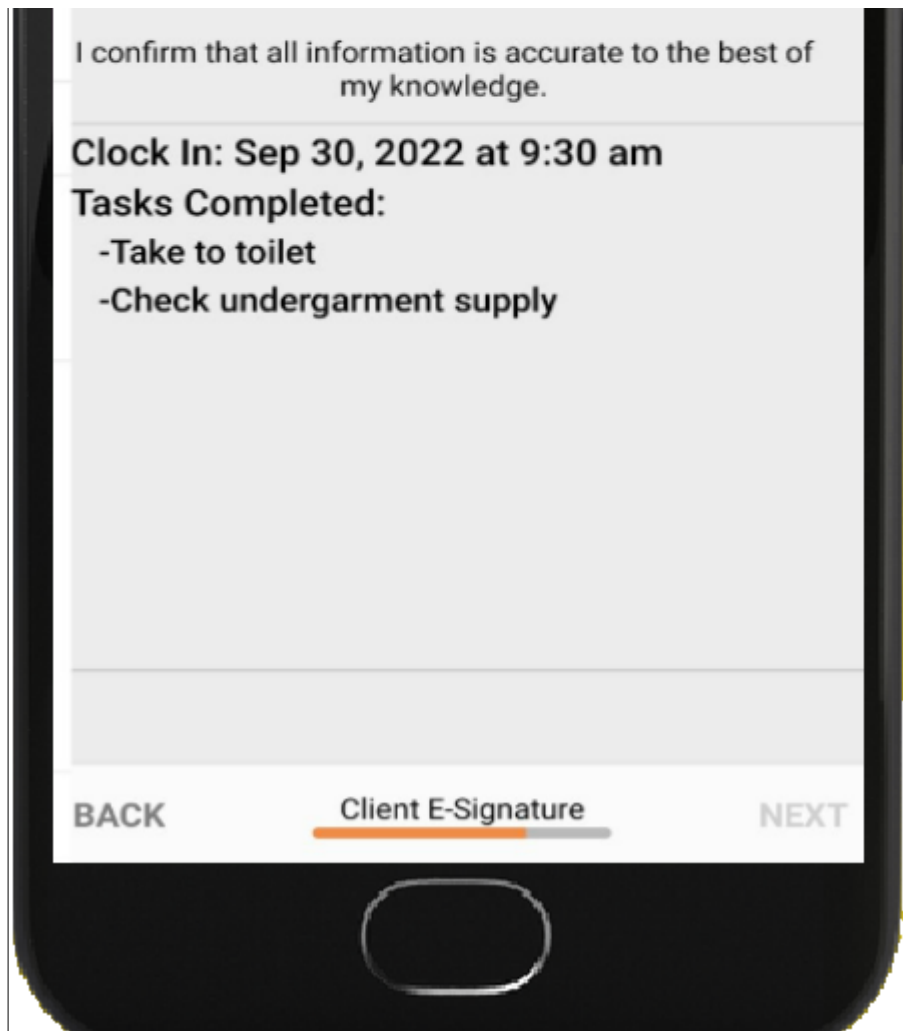 I confirm that all information is accurate to the best of
my knowledge.
Clock In: Sep 30, 2022 at 9:30 am
Tasks Completed:
-Take to toilet
-Check undergarment supply
BACK
Client E-Signature
NEXT